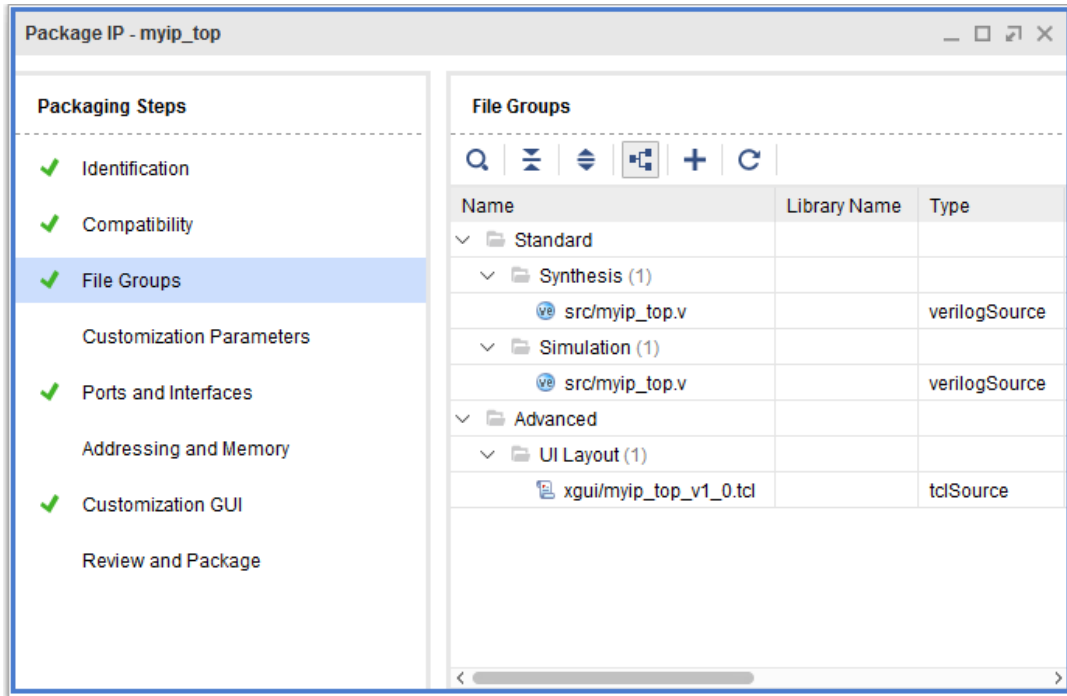 Package IP - myip_top
Packaging Steps
Identification
Compatibility
File Groups
Customization Parameters
Ports and Interfaces
Addressing and Memory
Customization GUI
Review and Package
File Groups
Name Library Name Type
Standard
Synthesis (1)
src/myip_top.v verilogSource
Simulation (1)
src/myip_top.v verilogSource
Advanced
UI Layout (1)
xgui/myip_top_v1_0.tcl tclSource